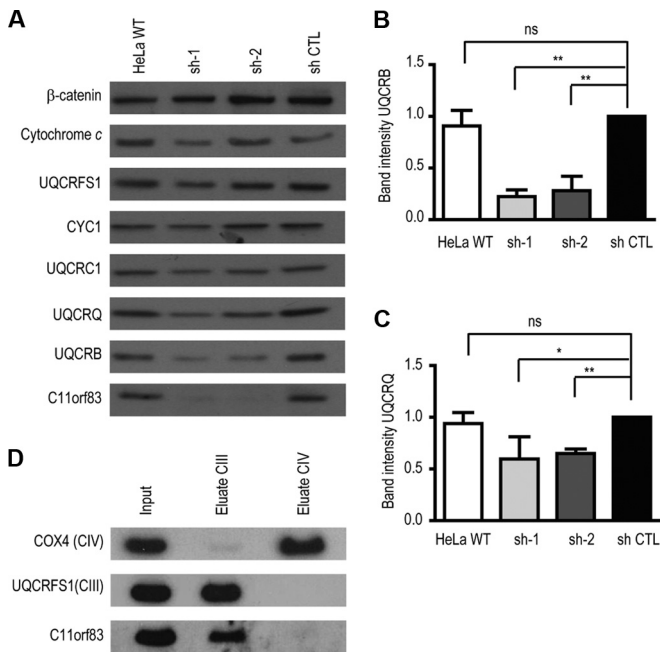 A
HeLa WT
sh-1
sh-2
sh CTL
β-catenin
Cytochrome c
UQCRFS1
CYC1
UQCRC1
UQCRQ
UQCRB
C11orf83
B
ns
**
**
Band intensity UQCRB
1.5
1.0
0.5
0.0
HeLa WT sh-1 sh-2 sh CTL
C
ns
*
**
Band intensity UQCRQ
1.5
1.0
0.5
0.0
HeLa WT sh-1 sh-2 sh CTL
D
Input
Eluate CIII
Eluate CIV
COX4 (CIV)
UQCRFS1(CIII)
C11orf83